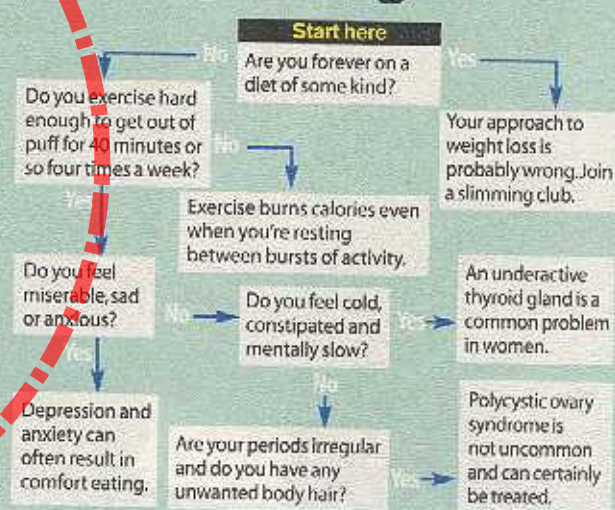 Start here
No
Are you forever on a
diet of some kind?
Yes
Do you exercise hard
enough to get out of
puff for 40 minutes or
so four times a week?
No
Your approach to
weight loss is
probably wrong. Join
a slimming club.
Yes
Exercise burns calories even
when you're resting
between bursts of activity.
Do you feel
miserable, sad
or anxious?
No
Do you feel cold,
constipated and
mentally slow?
Yes
An underactive
thyroid gland is a
common problem
in women.
Yes
No
Depression and
anxiety can
often result in
comfort eating.
Are your periods irregular
and do you have any
unwanted body hair?
Yes
Polycystic ovary
syndrome is
not uncommon
and can certainly
be treated.